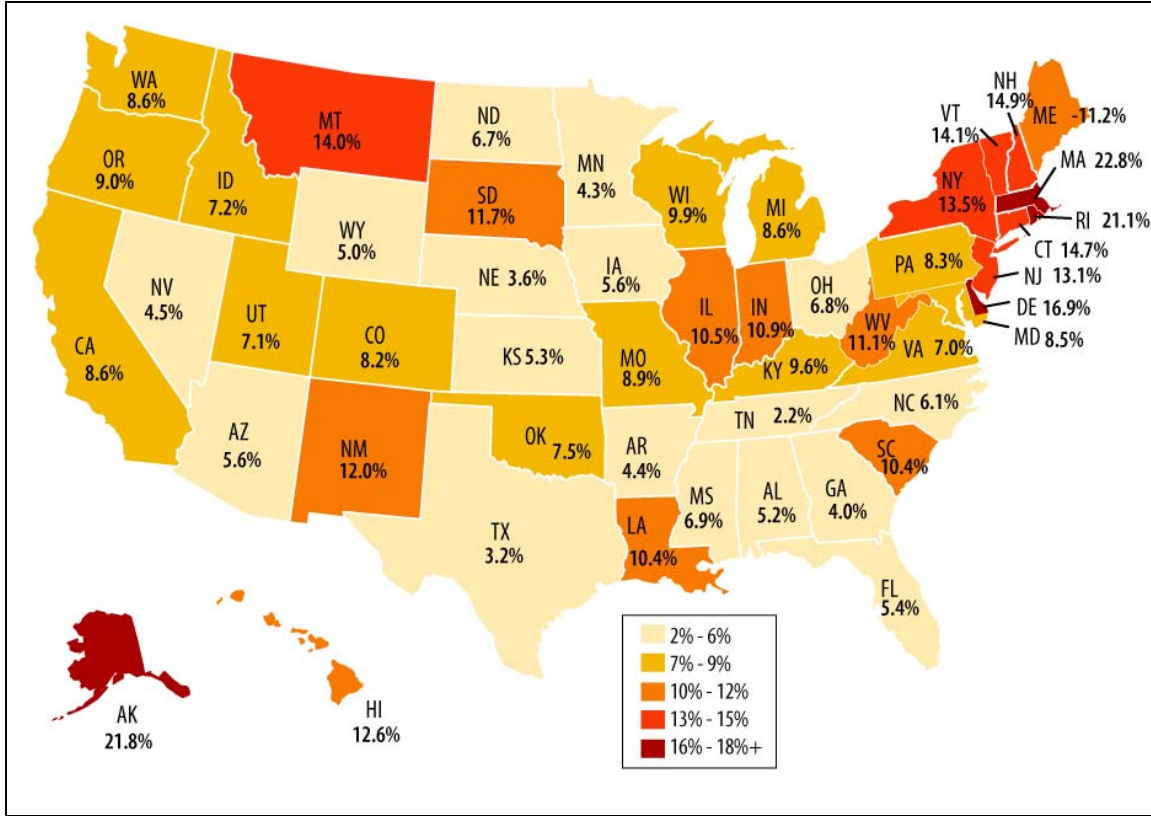 WA
8.6%
OR
9.0%
CA
8.6%
ID
7.2%
NV
4.5%
MT
14.0%
WY
5.0%
UT
7.1%
CO
8.2%
AZ
5.6%
NM
12.0%
ND
6.7%
SD
11.7%
NE 3.6%
KS 5.3%
OK
7.5%
TX
3.2%
MN
4.3%
IA
5.6%
MO
8.9%
AR
4.4%
LA
10.4%
WI
9.9%
IL
10.5%
MI
8.6%
IN
10.9%
OH
6.8%
KY 9.6%
TN 2.2%
MS
6.9%
AL
5.2%
GA
4.0%
FL
5.4%
SC
10.4%
NC 6.1%
VA 7.0%
WV
11.1%
PA 8.3%
NY
13.5%
VT
14.1%
NH
14.9%
ME -11.2%
MA 22.8%
RI 21.1%
CT 14.7%
NJ 13.1%
DE 16.9%
MD 8.5%
AK
21.8%
HI
12.6%
2% - 6%
7% - 9%
10% - 12%
13% - 15%
16% - 18%+